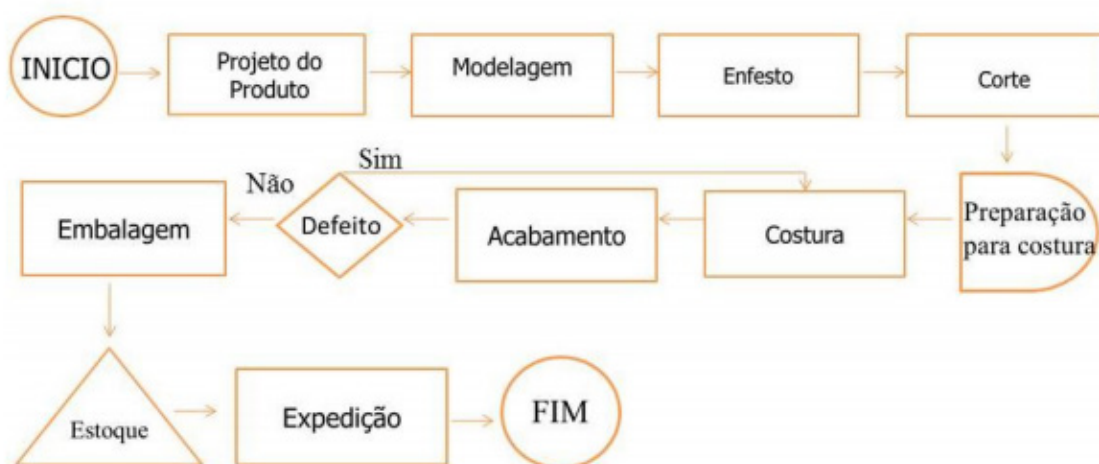 INICIO
Projeto do
Produto
Modelagem
Enfesto
Corte
Preparação
para costura
Costura
Acabamento
Sim
Defeito
Não
Embalagem
Estoque
Expedição
FIM